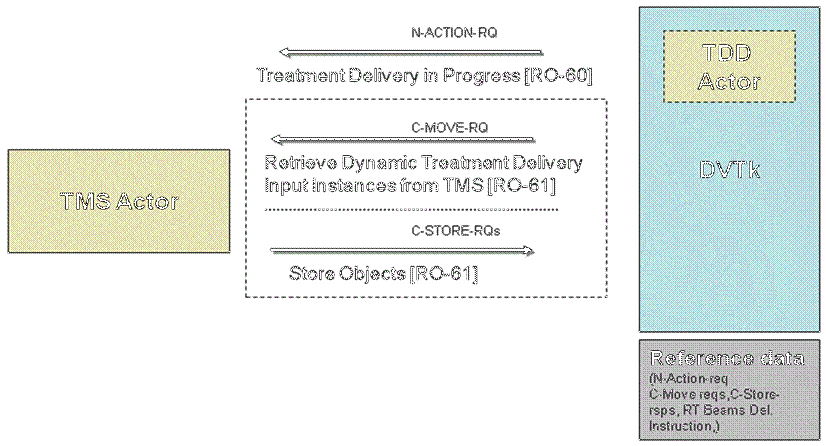 N-ACTION-RQ
Treatment Delivery in Progress [RO-60]
C-MOVE-RQ
Retrieve Dynamic Treatment Delivery
Input Instances from TMS [RO-61]
C-STORE-RQs
Store Objects [RO-61]
TMS Actor
TDD
Actor
DVTk
Reference data
(N-Action-req
C-Move reqs,C-Store-
rsps, RT Beams Del.
Instruction,)